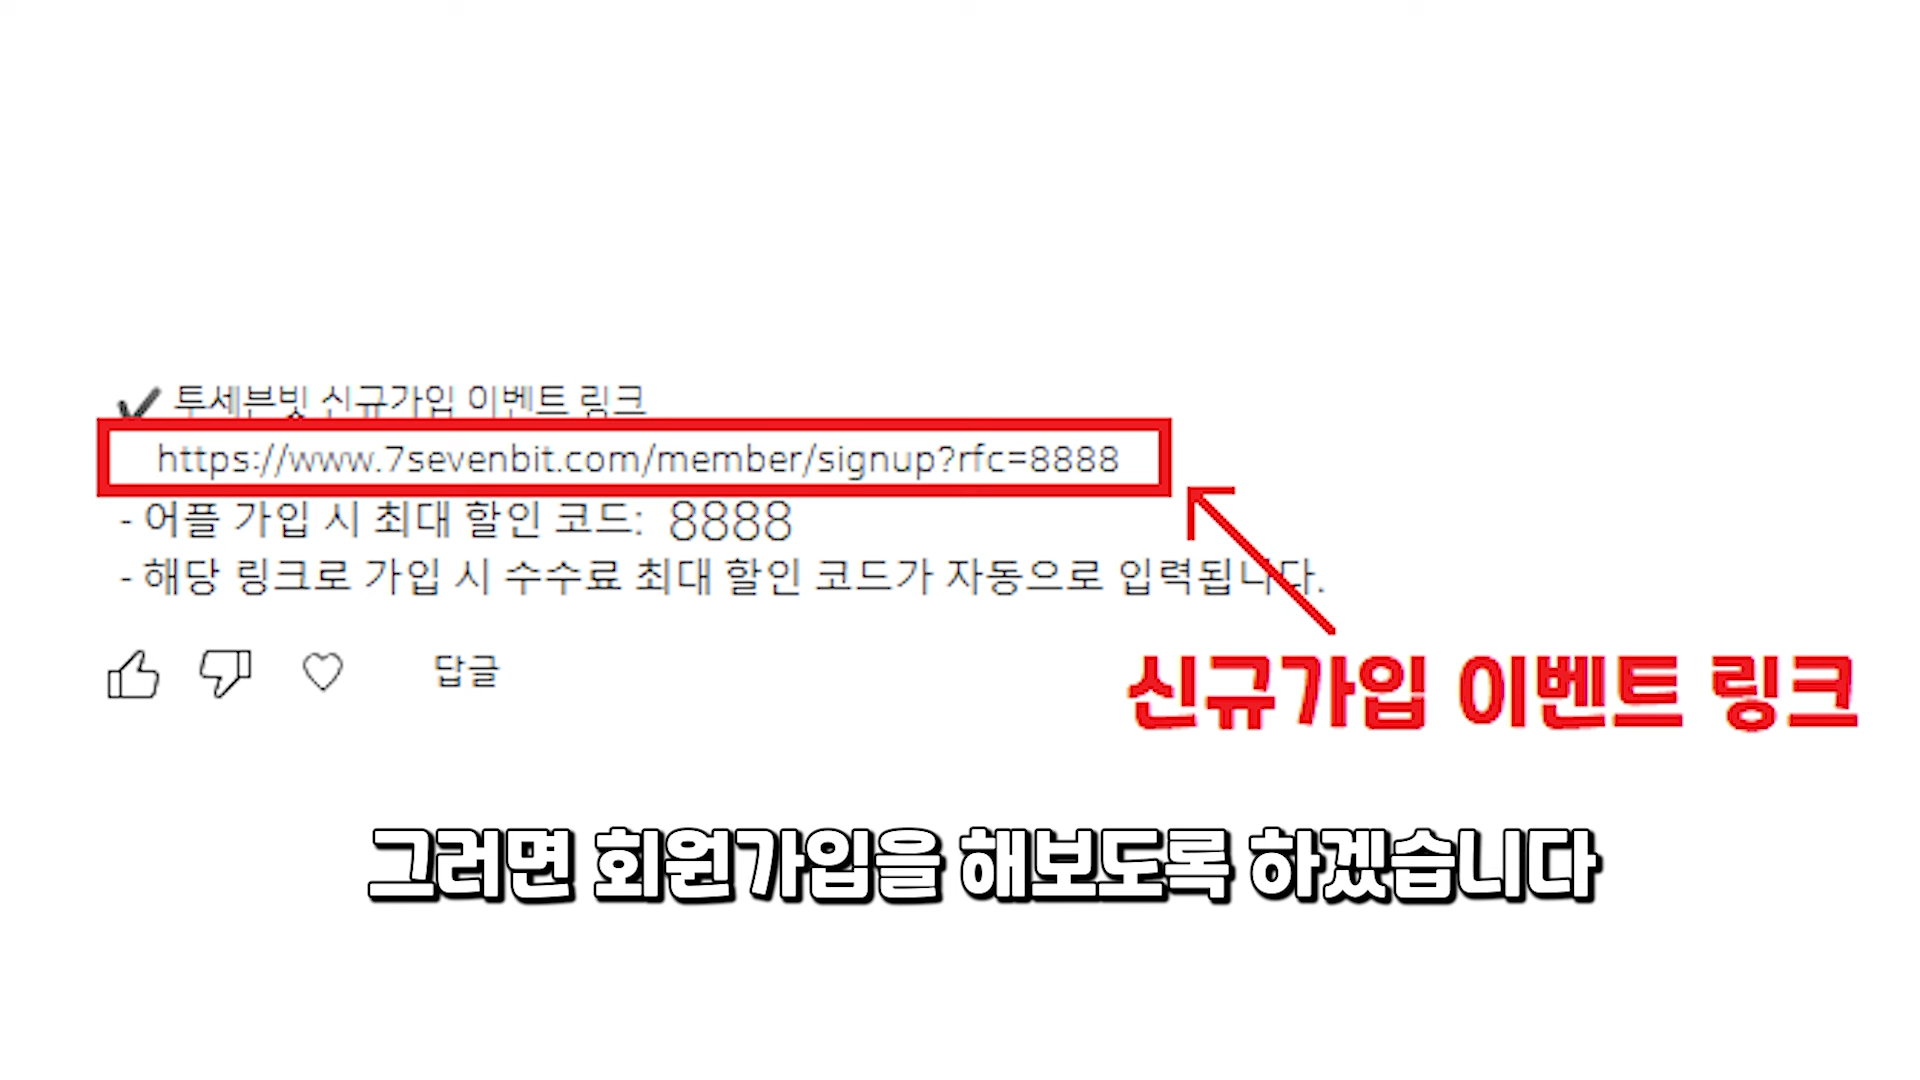 ✔ 투세븐빗 신규가입 이벤트 링크
https://www.7sevenbit.com/member/signup?rfc=8888
- 어플 가입 시 최대 할인 코드: 8888
- 해당 링크로 가입 시 수수료 최대 할인 코드가 자동으로 입력됩니다.
답글
신규가입 이벤트 링크
그러면 회원가입을 해보도록 하겠습니다